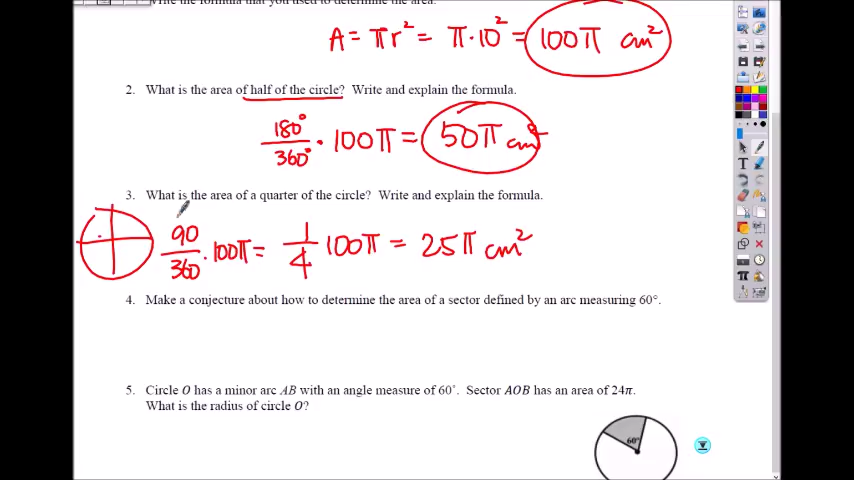 Write the formula that you used to determine the area.
A = πr² = π·10² = 100π cm²
2. What is the area of half of the circle? Write and explain the formula.
180°/360° · 100π = 50π cm²
3. What is the area of a quarter of the circle? Write and explain the formula.
90/360 · 100π = 1/4 100π = 25π cm²
4. Make a conjecture about how to determine the area of a sector defined by an arc measuring 60°.
5. Circle O has a minor arc AB with an angle measure of 60°. Sector AOB has an area of 24π.
What is the radius of circle O?
60°